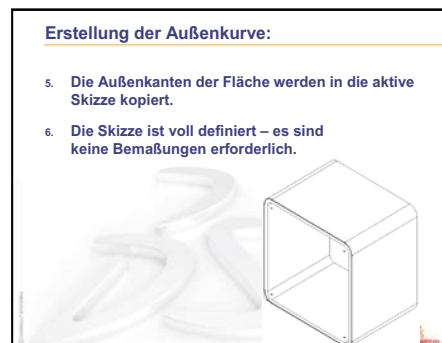 Erstellung der Außenkurve:
5. Die Außenkanten der Fläche werden in die aktive
Skizze kopiert.
6. Die Skizze ist voll definiert – es sind
keine Bemaßungen erforderlich.